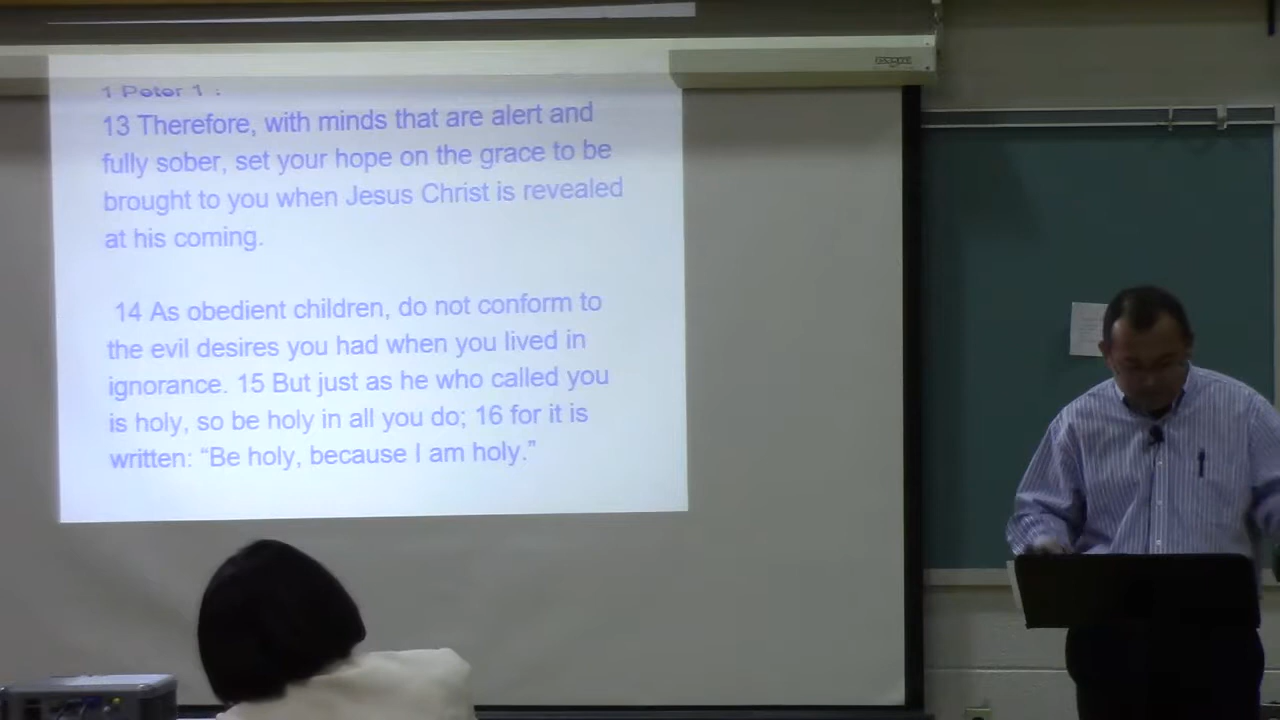 1 Peter 1 :
13 Therefore, with minds that are alert and
fully sober, set your hope on the grace to be
brought to you when Jesus Christ is revealed
at his coming.
14 As obedient children, do not conform to
the evil desires you had when you lived in
ignorance. 15 But just as he who called you
is holy, so be holy in all you do; 16 for it is
written: “Be holy, because I am holy.”